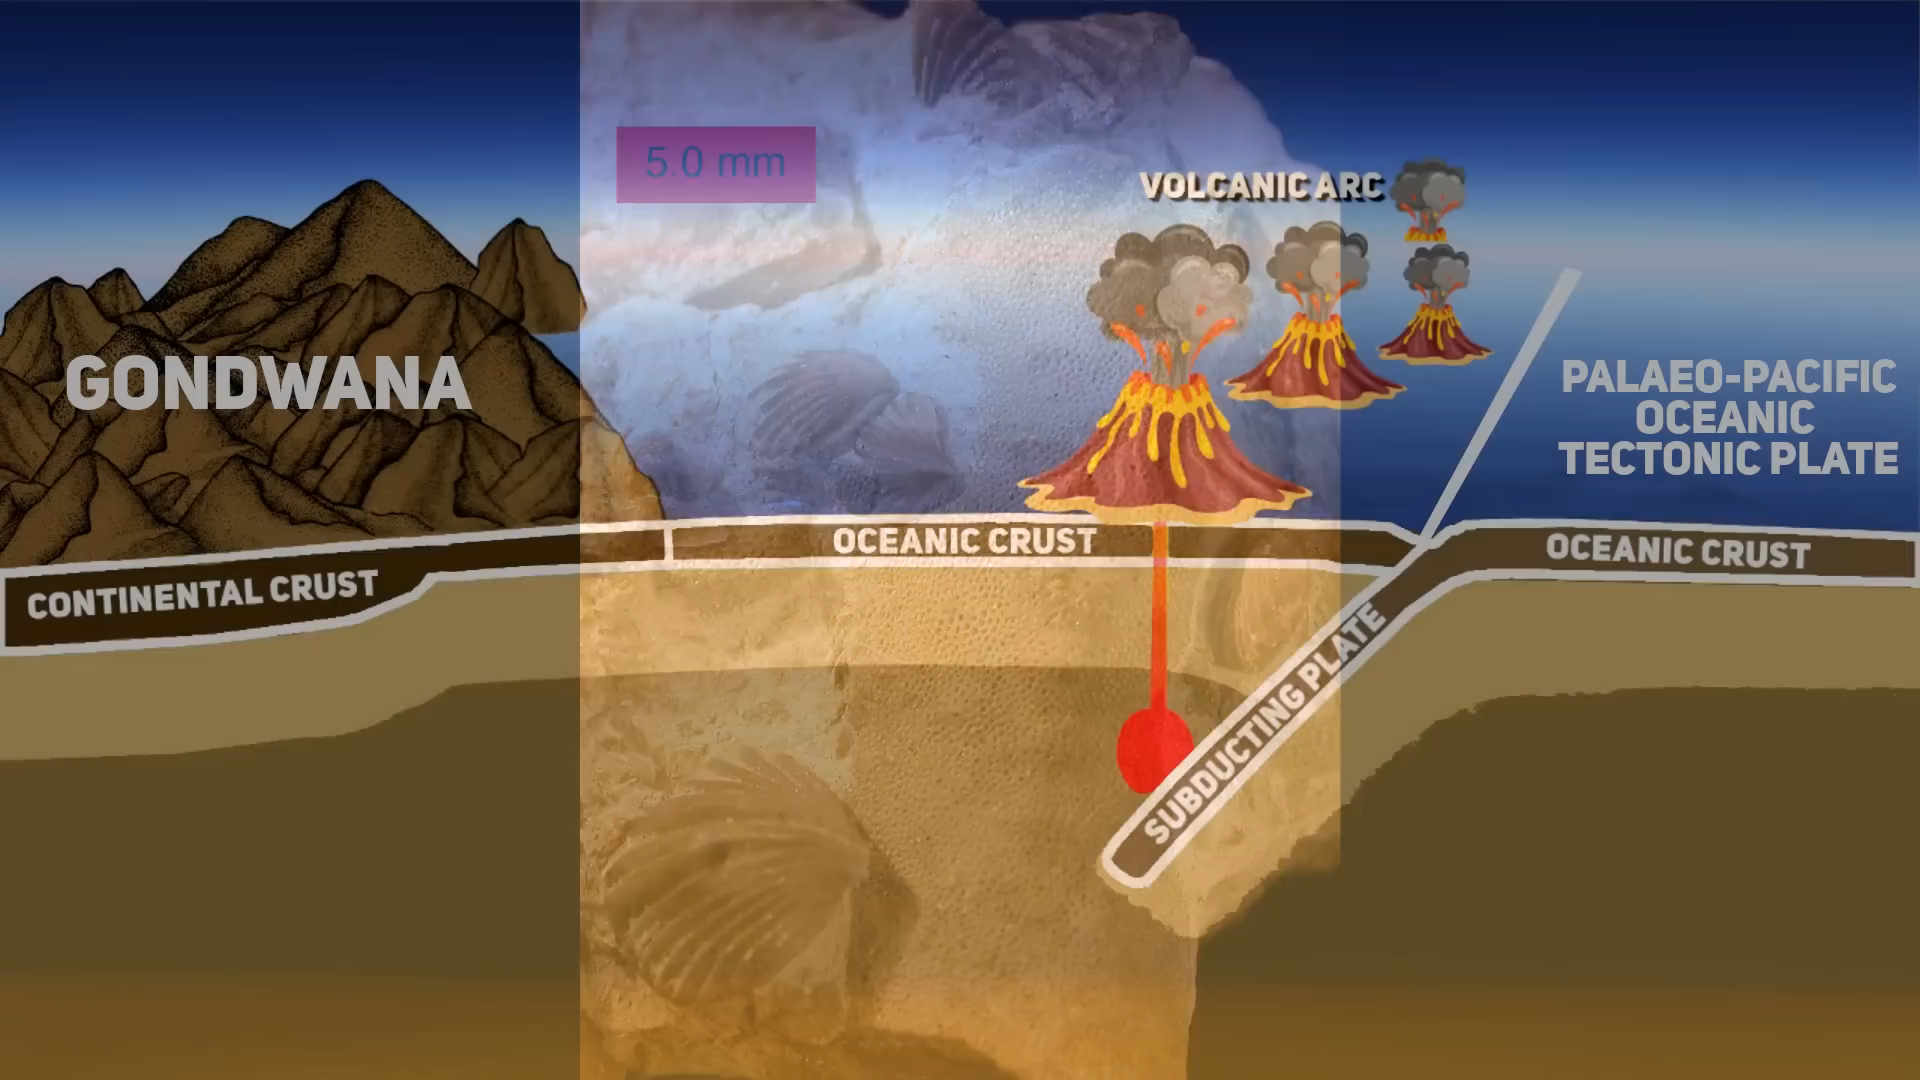 5.0 mm
VOLCANIC ARC
GONDWANA
PALAEO-PACIFIC
OCEANIC
TECTONIC PLATE
OCEANIC CRUST
OCEANIC CRUST
CONTINENTAL CRUST
SUBDUCTING PLATE